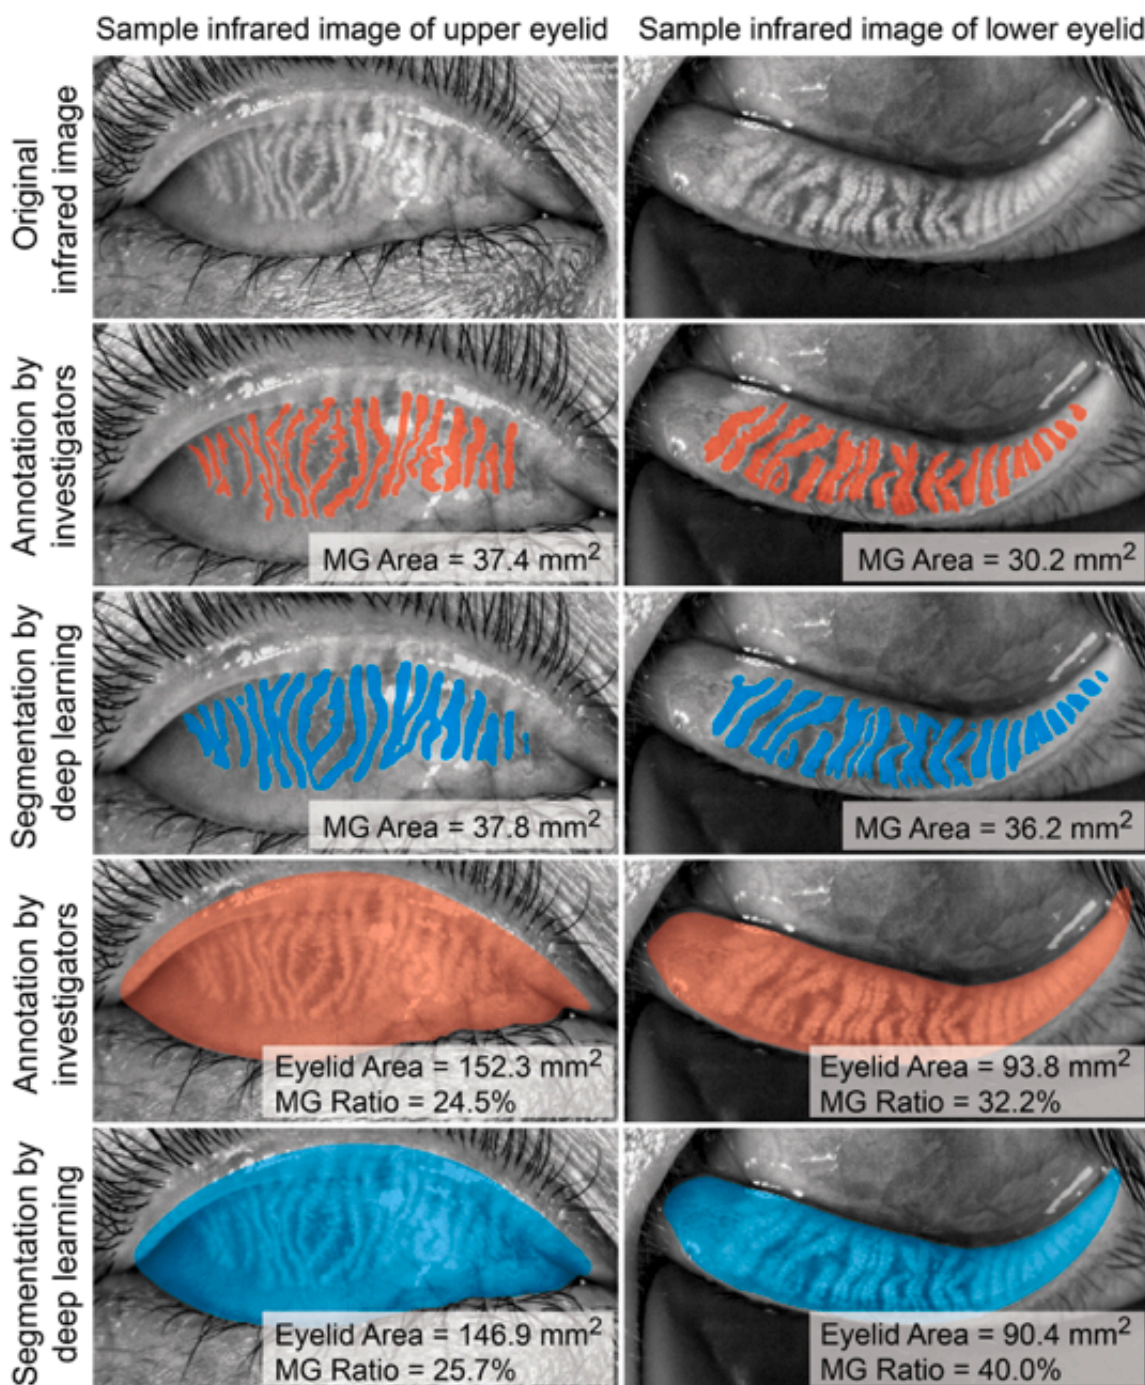 Sample infrared image of upper eyelid
Sample infrared image of lower eyelid
Original
infrared image
Annotation by
investigators
MG Area = 37.4 mm²
MG Area = 30.2 mm²
Segmentation by
deep learning
MG Area = 37.8 mm²
MG Area = 36.2 mm²
Annotation by
investigators
Eyelid Area = 152.3 mm²
MG Ratio = 24.5%
Eyelid Area = 93.8 mm²
MG Ratio = 32.2%
Segmentation by
deep learning
Eyelid Area = 146.9 mm²
MG Ratio = 25.7%
Eyelid Area = 90.4 mm²
MG Ratio = 40.0%